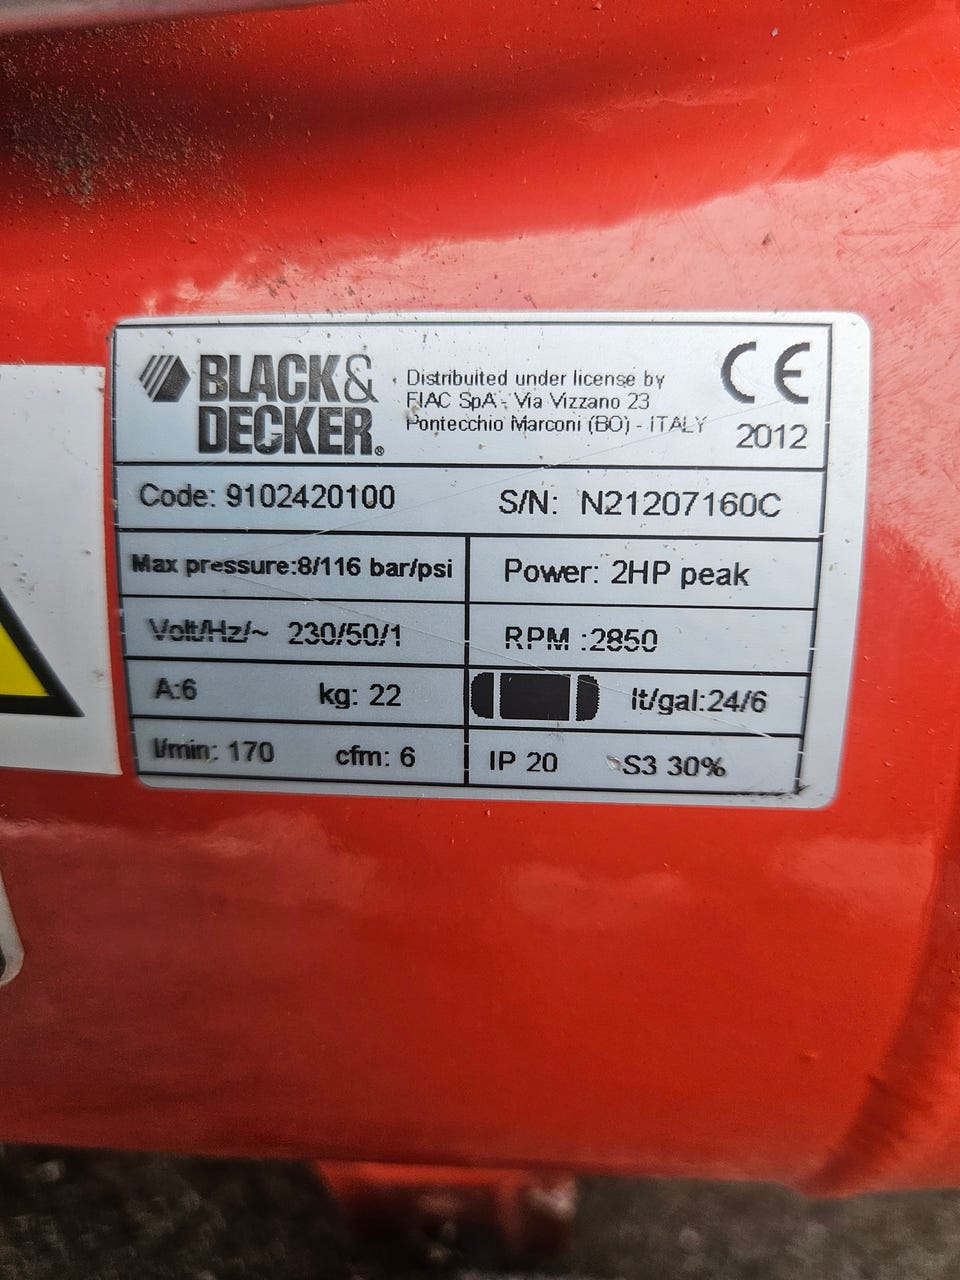 BLACK&
DECKER®
Distribuited under license by
FIAC SpA - Via Vizzano 23
Pontecchio Marconi (BO) - ITALY
CE
2012
Code: 9102420100
S/N: N21207160C
Max pressure:8/116 bar/psi
Power: 2HP peak
Volt/Hz/~ 230/50/1
RPM :2850
A:6 kg: 22
lt/gal:24/6
l/min: 170 cfm: 6
IP 20 S3 30%